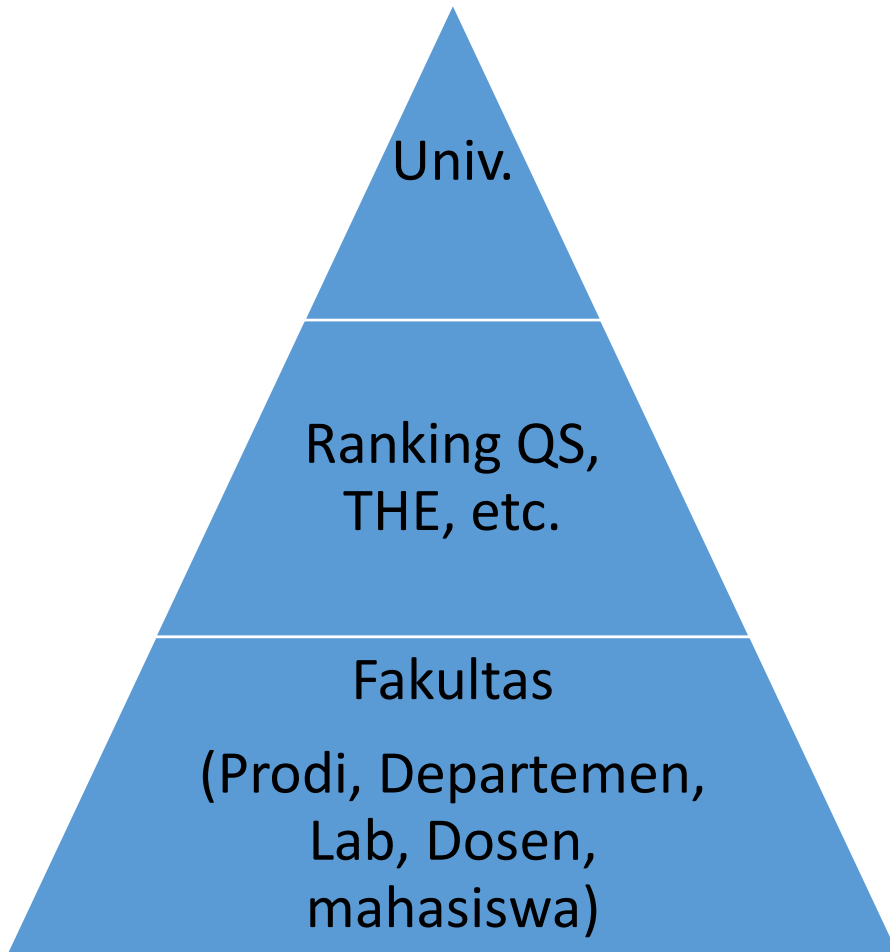 Univ.
Ranking QS,
THE, etc.
Fakultas
(Prodi, Departemen,
Lab, Dosen,
mahasiswa)